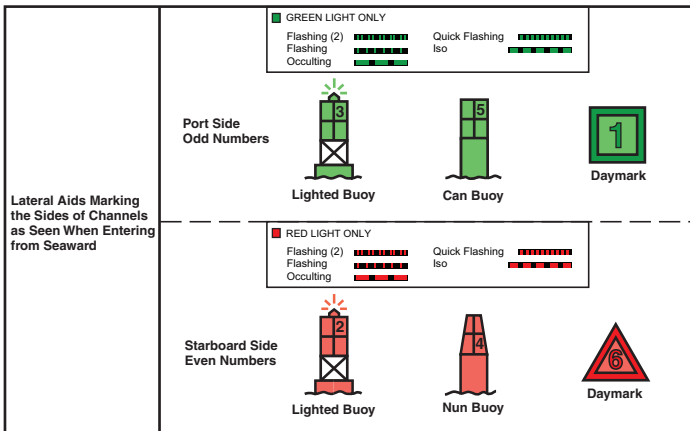 Lateral Aids Marking
the Sides of Channels
as Seen When Entering
from Seaward
GREEN LIGHT ONLY
Flashing (2)
Flashing
Occulting
Quick Flashing
Iso
Port Side
Odd Numbers
3
Lighted Buoy
5
Can Buoy
1
Daymark
RED LIGHT ONLY
Flashing (2)
Flashing
Occulting
Quick Flashing
Iso
Starboard Side
Even Numbers
2
Lighted Buoy
4
Nun Buoy
6
Daymark